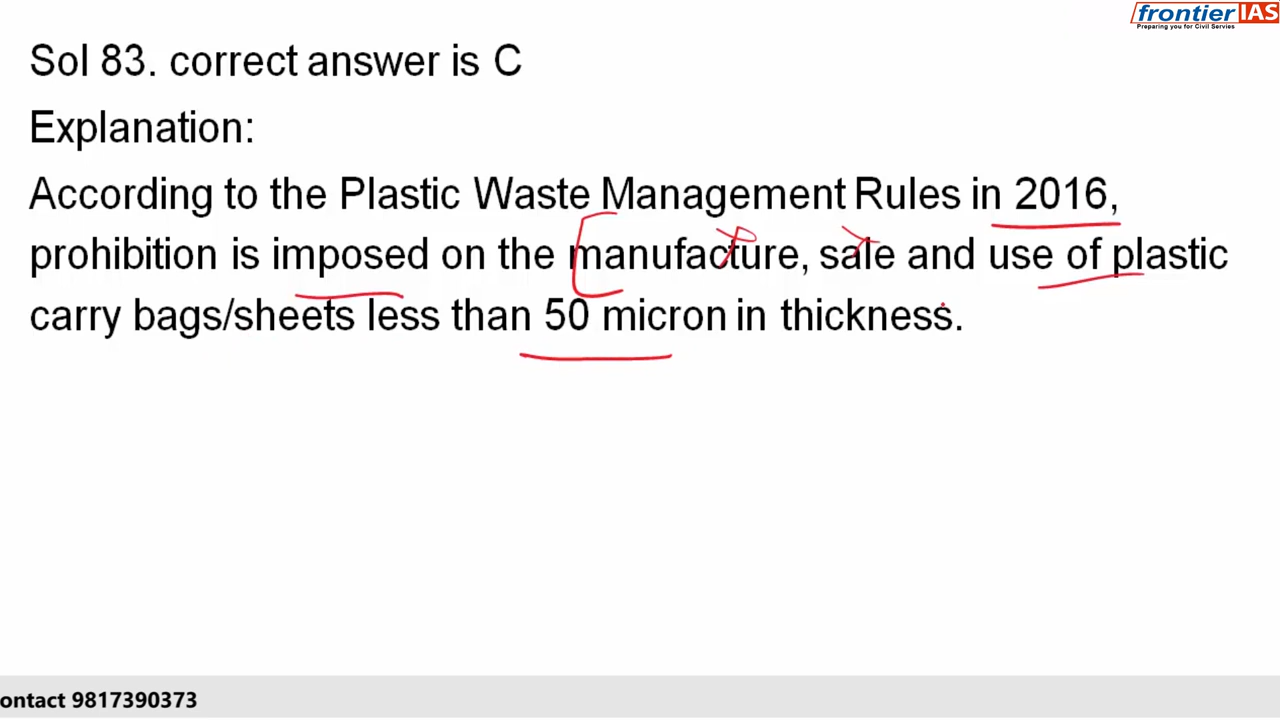 frontier IAS
Preparing you for Civil Servies
Sol 83. correct answer is C
Explanation:
According to the Plastic Waste Management Rules in 2016,
prohibition is imposed on the manufacture, sale and use of plastic
carry bags/sheets less than 50 micron in thickness.
ontact 9817390373